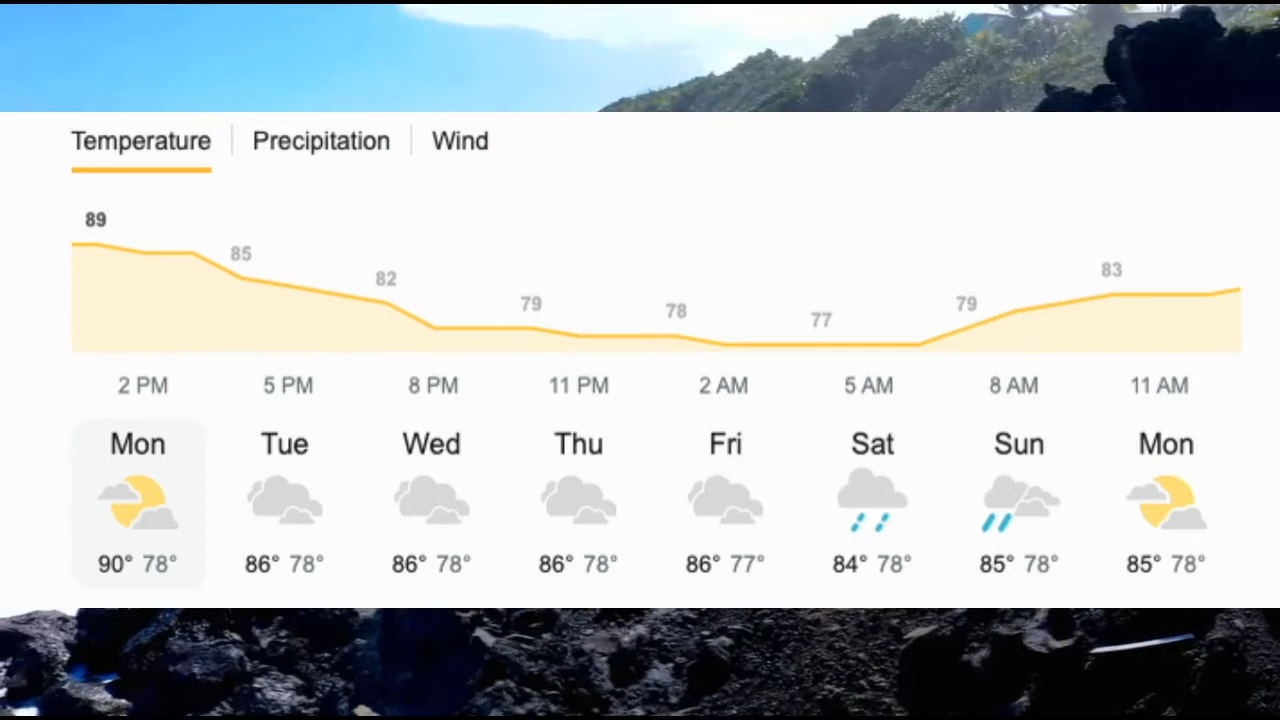 Temperature | Precipitation | Wind
89 85 82 79 78 77 79 83
2 PM 5 PM 8 PM 11 PM 2 AM 5 AM 8 AM 11 AM
Mon Tue Wed Thu Fri Sat Sun Mon
90° 78° 86° 78° 86° 78° 86° 78° 86° 77° 84° 78° 85° 78° 85° 78°